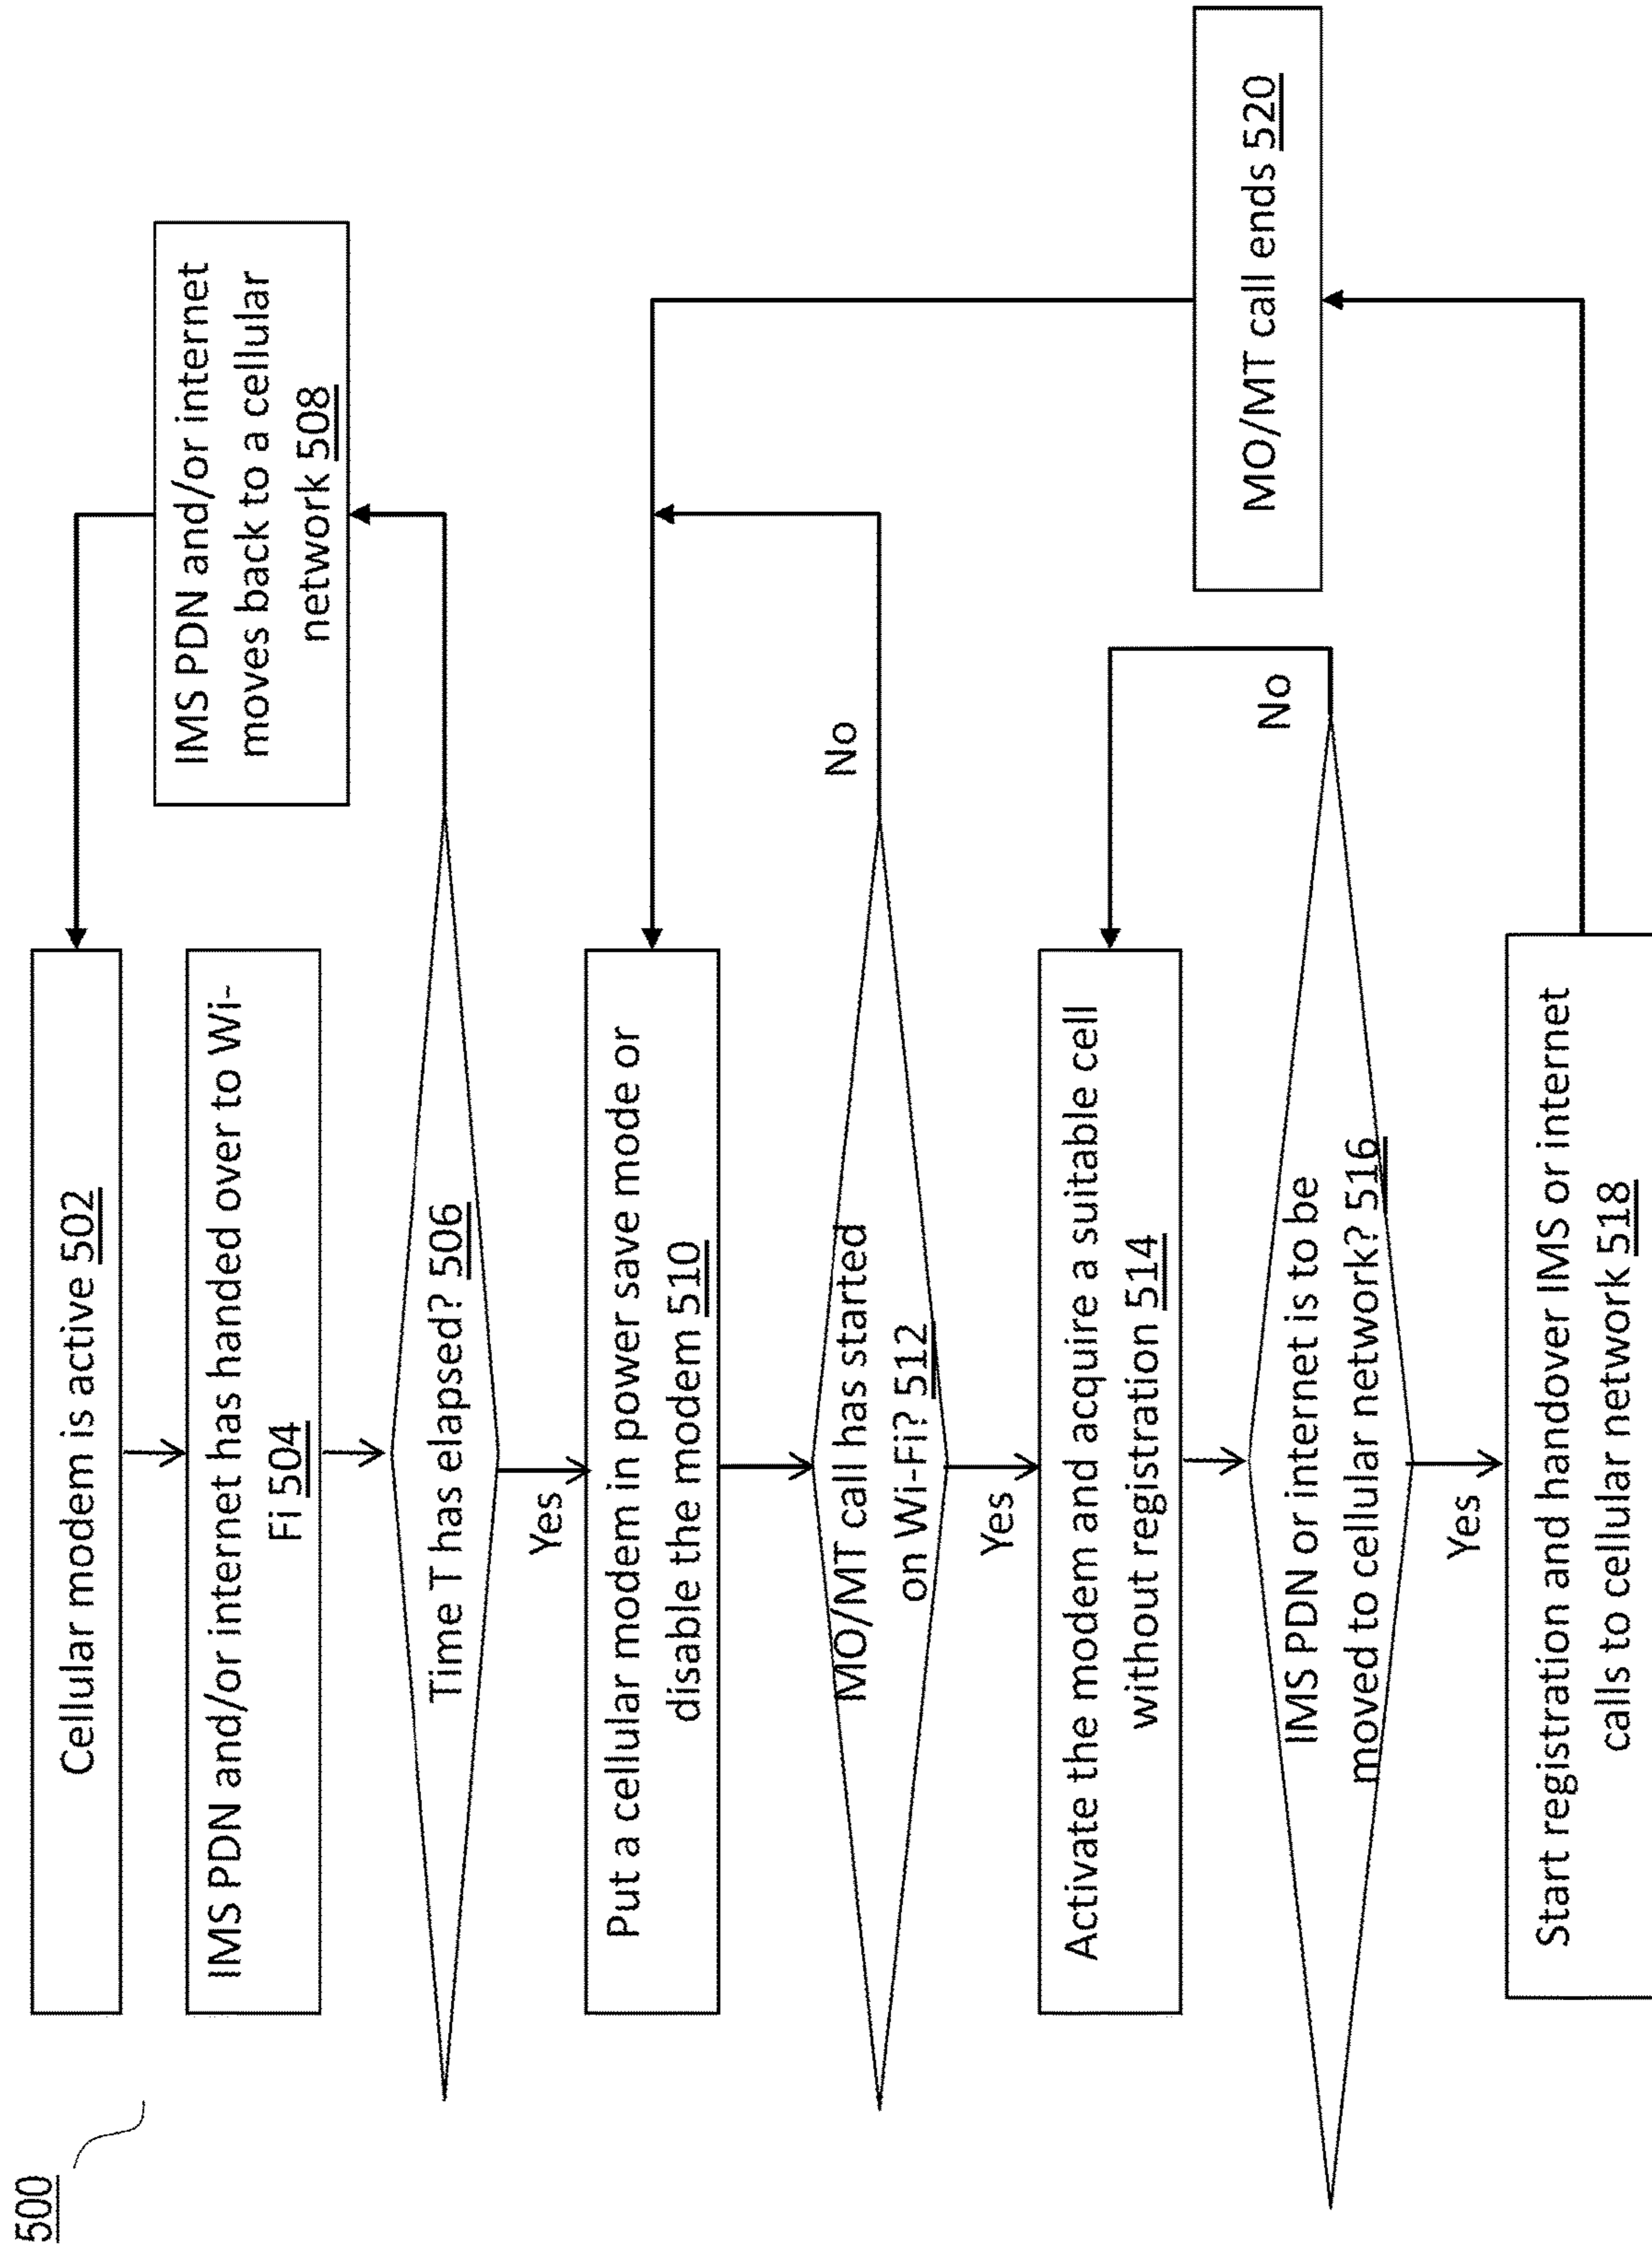 500
Cellular modem is active 502
IMS PDN and/or internet has handed over to Wi-
Fi 504
Time T has elapsed? 506
IMS PDN and/or internet
moves back to a cellular
network 508
Yes
Put a cellular modem in power save mode or
disable the modem 510
MO/MT call has started
on Wi-Fi? 512
No
Yes
Activate the modem and acquire a suitable cell
without registration 514
IMS PDN or internet is to be
moved to cellular network? 516
No
Yes
Start registration and handover IMS or internet
calls to cellular network 518
MO/MT call ends 520